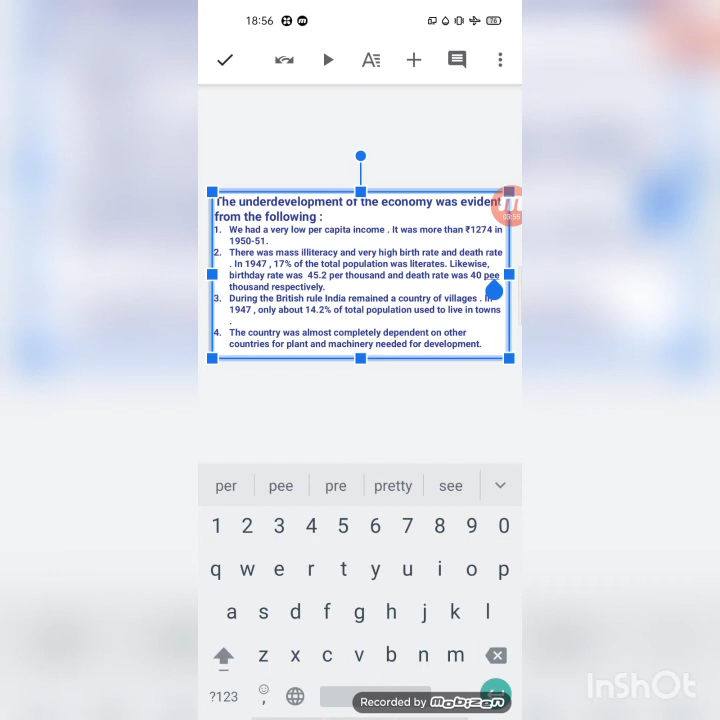 18:56 76
The underdevelopment of the economy was evident
from the following :
1. We had a very low per capita income . It was more than ₹1274 in
1950-51.
2. There was mass illiteracy and very high birth rate and death rate
. In 1947 , 17% of the total population was literates. Likewise,
birthday rate was 45.2 per thousand and death rate was 40 pee
thousand respectively.
3. During the British rule India remained a country of villages . In
1947 , only about 14.2% of total population used to live in towns
.
4. The country was almost completely dependent on other
countries for plant and machinery needed for development.
03:55
per pee pre pretty see
1 2 3 4 5 6 7 8 9 0
q w e r t y u i o p
a s d f g h j k l
z x c v b n m
?123 ,
Recorded by mobizen
InShOt